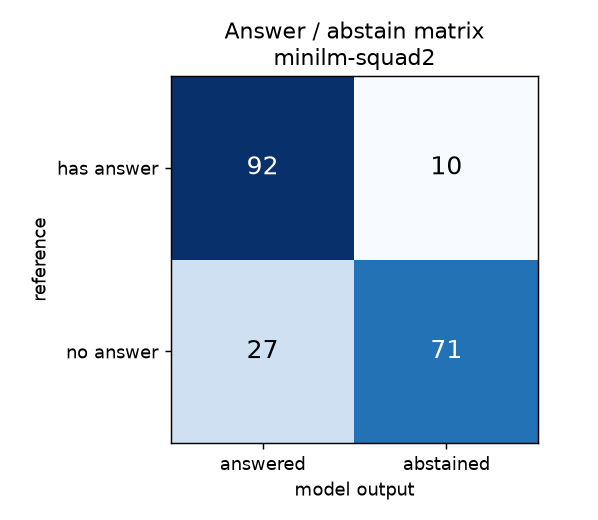 Answer / abstain matrix
minilm-squad2
has answer
92
10
reference
no answer
27
71
answered
abstained
model output